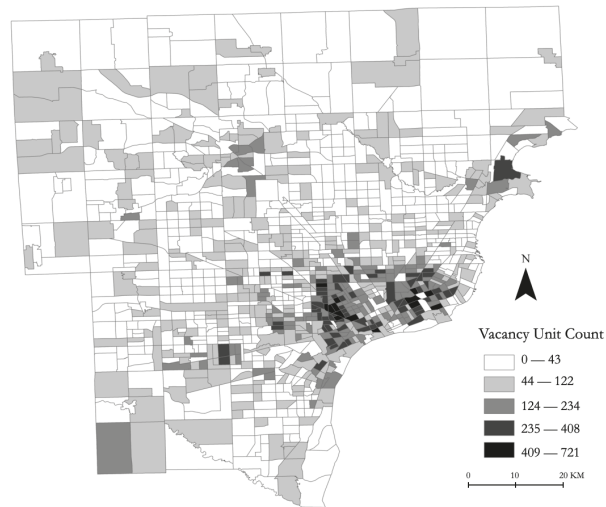 N
Vacancy Unit Count
0 — 43
44 — 122
124 — 234
235 — 408
409 — 721
0 10 20 KM